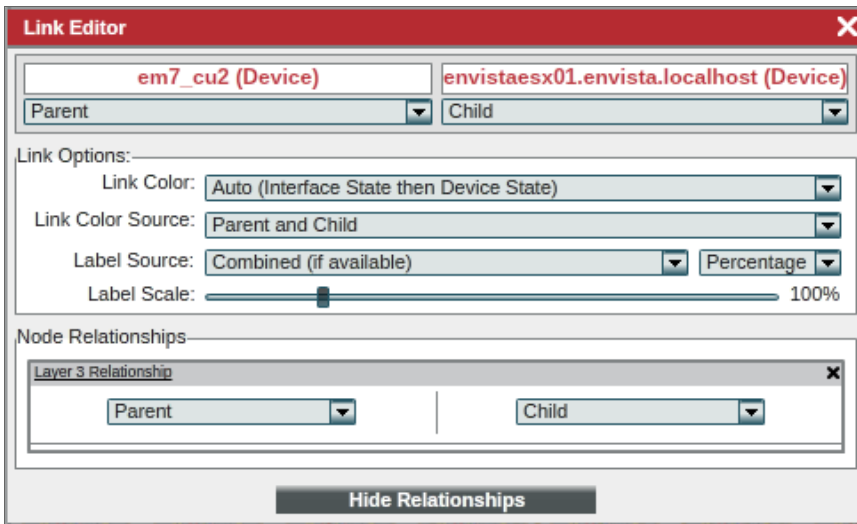 Link Editor
em7_cu2 (Device) envistaesx01.envista.localhost (Device)
Parent Child
Link Options:
Link Color: Auto (Interface State then Device State)
Link Color Source: Parent and Child
Label Source: Combined (if available) Percentage
Label Scale: 100%
Node Relationships
Layer 3 Relationship
Parent Child
Hide Relationships